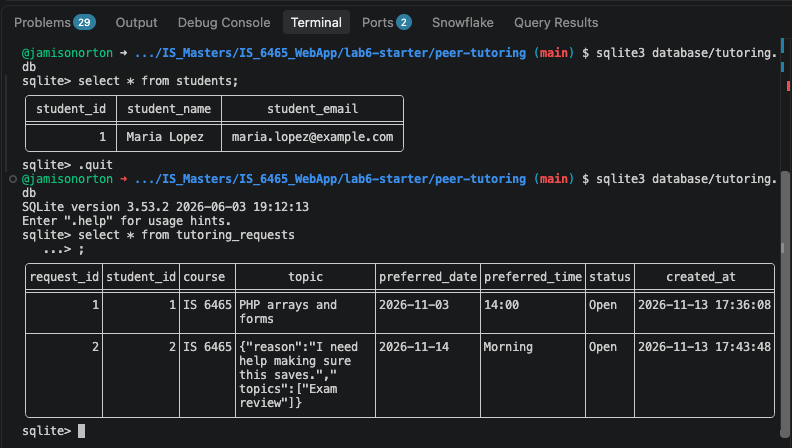 Problems 29 Output Debug Console Terminal Ports 2 Snowflake Query Results
@jamisonorton ➜ .../IS_Masters/IS_6465_WebApp/lab6-starter/peer-tutoring (main) $ sqlite3 database/tutoring.
db
sqlite> select * from students;
student_id student_name student_email
1 Maria Lopez maria.lopez@example.com
sqlite> .quit
@jamisonorton ➜ .../IS_Masters/IS_6465_WebApp/lab6-starter/peer-tutoring (main) $ sqlite3 database/tutoring.
db
SQLite version 3.53.2 2026-06-03 19:12:13
Enter ".help" for usage hints.
sqlite> select * from tutoring_requests
...> ;
request_id student_id course topic preferred_date preferred_time status created_at
1 1 IS 6465 PHP arrays and 2026-11-03 14:00 Open 2026-11-13 17:36:08
forms
2 2 IS 6465 {"reason":"I need 2026-11-14 Morning Open 2026-11-13 17:43:48
help making sure
this saves.","
topics":["Exam
review"]}
sqlite>